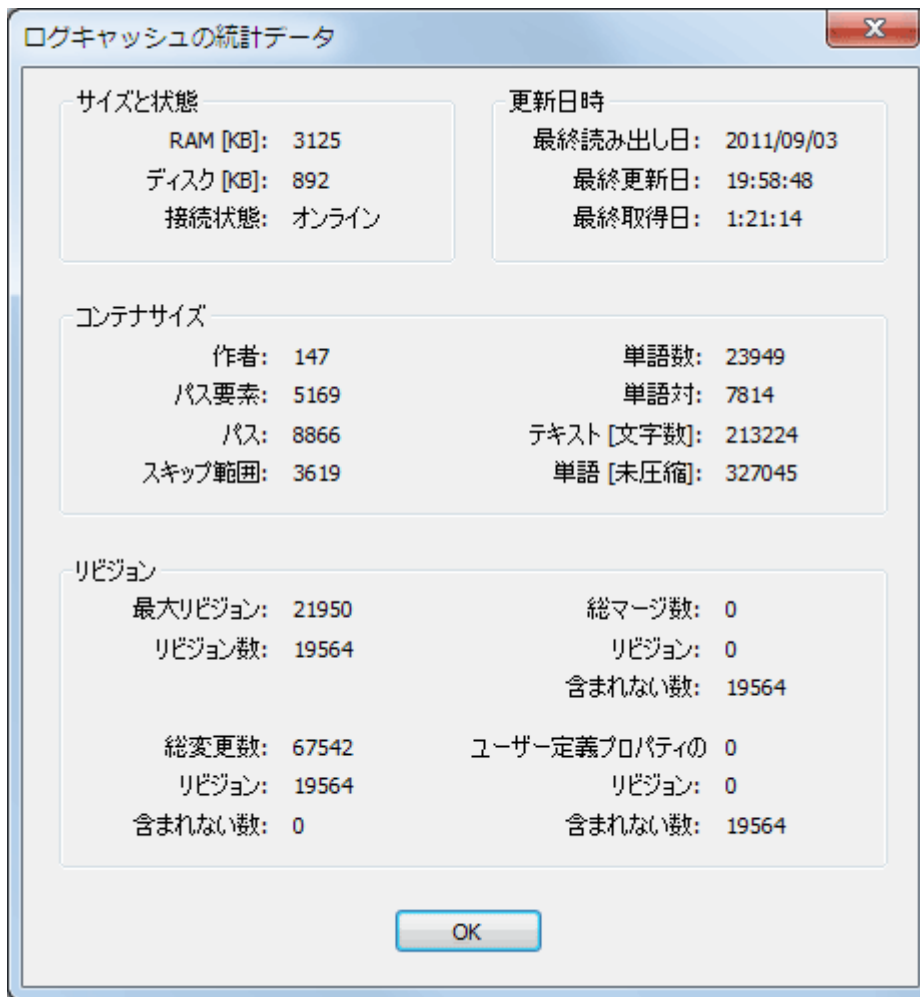 ログキャッシュの統計データ
サイズと状態
RAM [KB]: 3125
ディスク [KB]: 892
接続状態: オンライン
更新日時
最終読み出し日: 2011/09/03
最終更新日: 19:58:48
最終取得日: 1:21:14
コンテナサイズ
作者: 147
パス要素: 5169
パス: 8866
スキップ範囲: 3619
単語数: 23949
単語対: 7814
テキスト [文字数]: 213224
単語 [未圧縮]: 327045
リビジョン
最大リビジョン: 21950
リビジョン数: 19564
総マージ数: 0
リビジョン: 0
含まれない数: 19564
総変更数: 67542
リビジョン: 19564
含まれない数: 0
ユーザー定義プロパティの 0
リビジョン: 0
含まれない数: 19564
OK